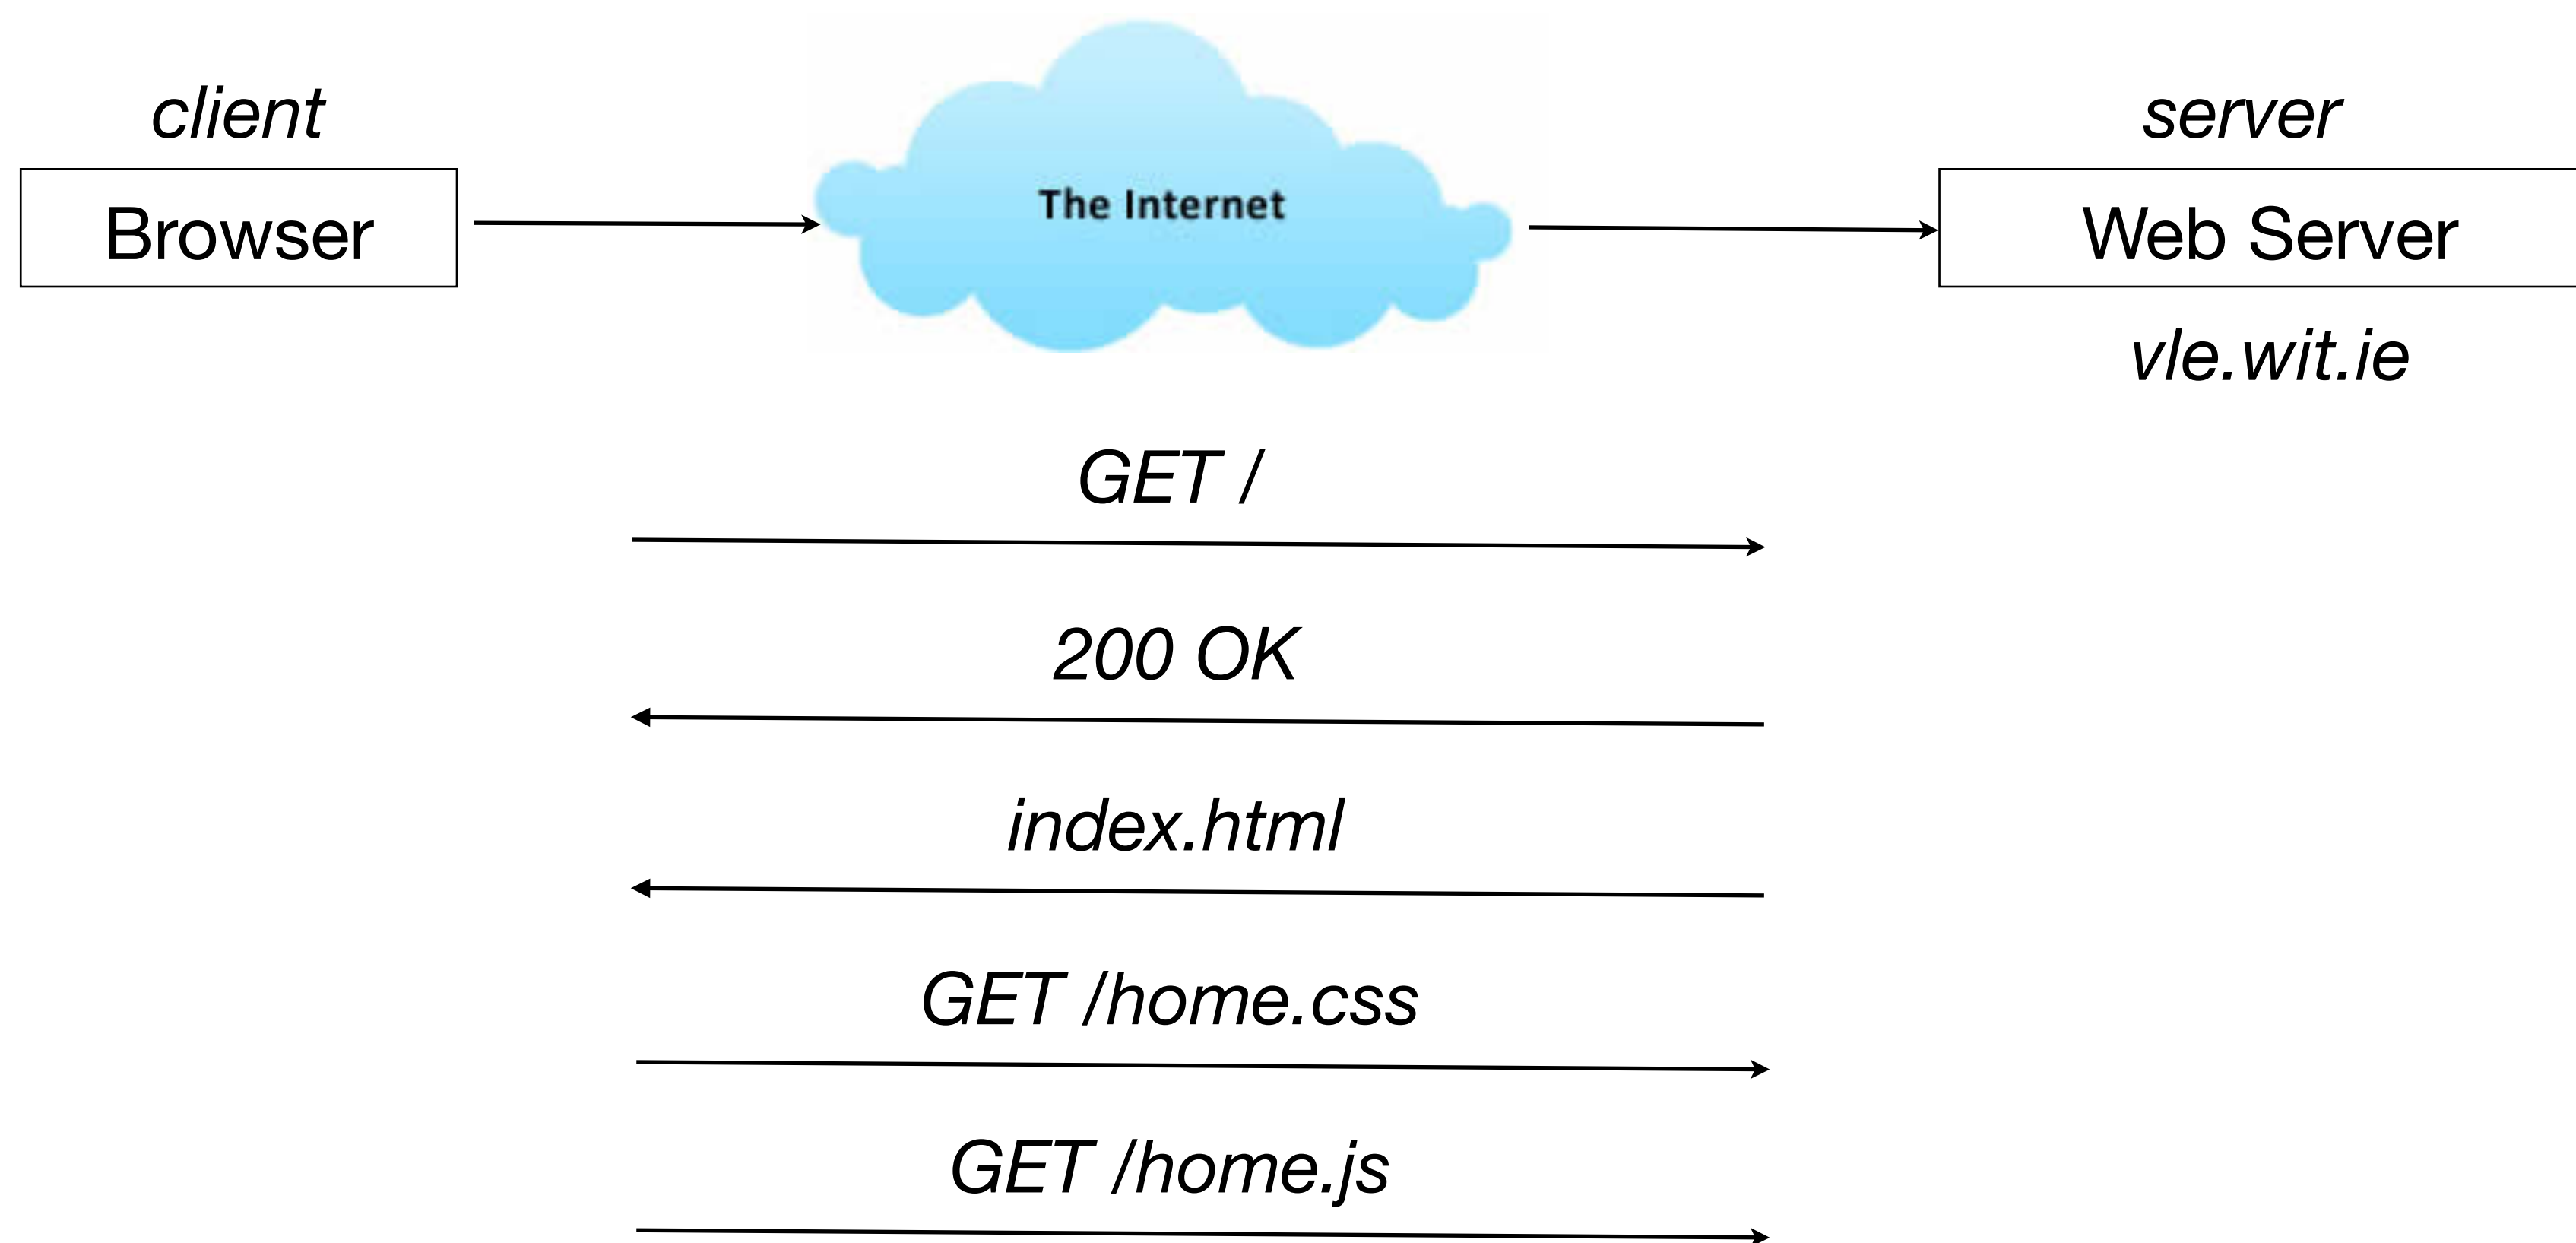 client
server
Browser
The Internet
Web Server
vle.wit.ie
GET /
200 OK
index.html
GET /home.css
GET /home.js